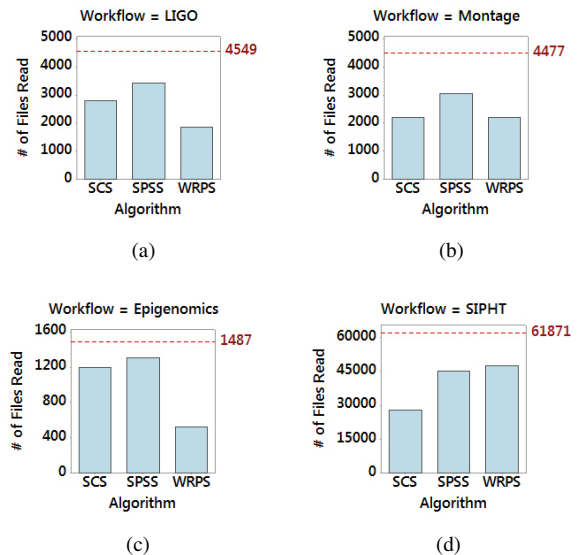 Workflow = LIGO
5000
4000
3000
2000
1000
0
# of Files Read
4549
SCS SPSS WRPS
Algorithm
(a)
Workflow = Montage
5000
4000
3000
2000
1000
0
# of Files Read
4477
SCS SPSS WRPS
Algorithm
(b)
Workflow = Epigenomics
1600
1200
800
400
0
# of Files Read
1487
SCS SPSS WRPS
Algorithm
(c)
Workflow = SIPHT
60000
45000
30000
15000
0
# of Files Read
61871
SCS SPSS WRPS
Algorithm
(d)